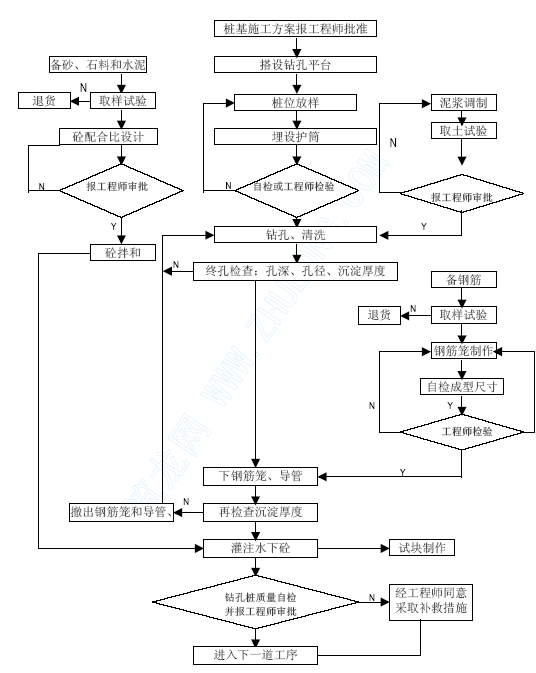 桩基施工方案报工程师批准
备砂、石料和水泥
搭设钻孔平台
N
退货
取样试验
桩位放样
泥浆调制
砼配合比设计
埋设护筒
取土试验
N
N
报工程师审批
N
自检或工程师检验
报工程师审批
Y
Y
钻孔、清洗
砼拌和
N
终孔检查：孔深、孔径、沉淀厚度
备钢筋
退货
N
取样试验
钢筋笼制作
自检成型尺寸
N
Y
工程师检验
下钢筋笼、导管
Y
撤出钢筋笼和导管、
N
再检查沉淀厚度
灌注水下砼
试块制作
钻孔桩质量自检
并报工程师审批
N
经工程师同意
采取补救措施
进入下一道工序
筑龙网 WWW.ZHULONG.COM